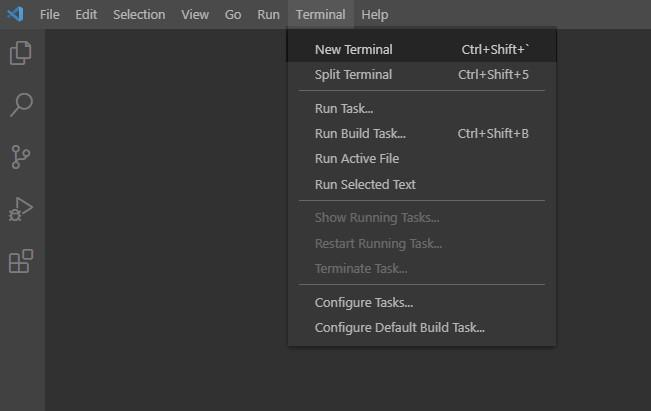 File Edit Selection View Go Run Terminal Help
New Terminal Ctrl+Shift+`
Split Terminal Ctrl+Shift+5
Run Task...
Run Build Task... Ctrl+Shift+B
Run Active File
Run Selected Text
Show Running Tasks...
Restart Running Task...
Terminate Task...
Configure Tasks...
Configure Default Build Task...